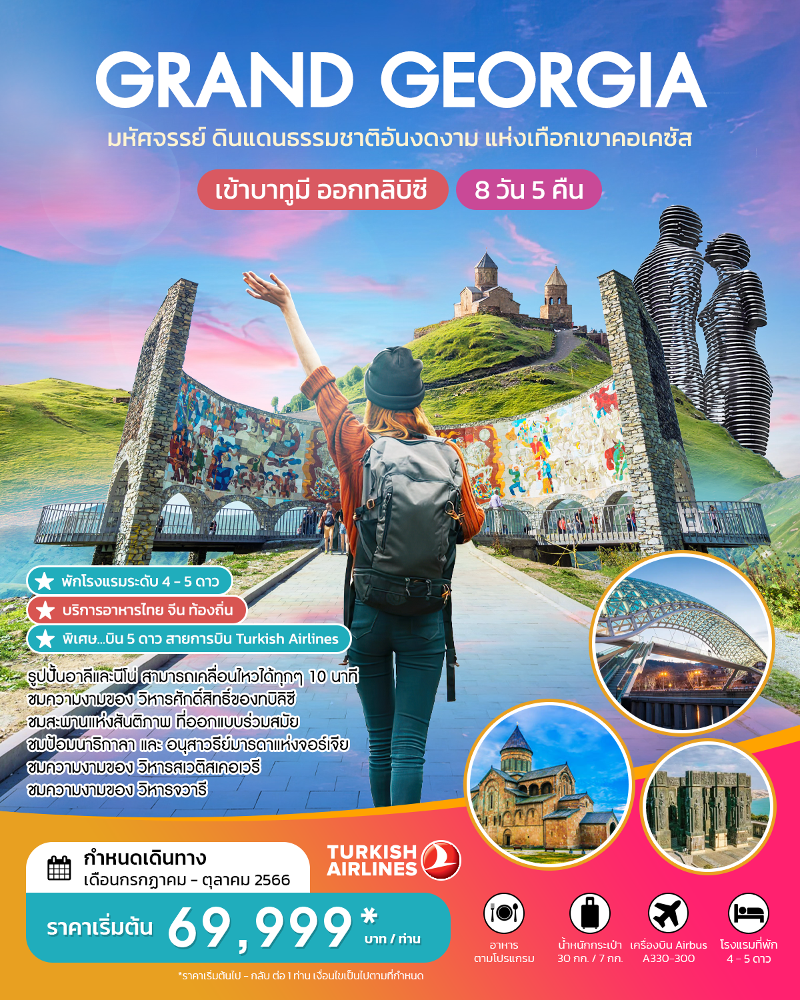 GRAND GEORGIA
มหัศจรรย์ ดินแดนธรรมชาติอันงดงาม แห่งเทือกเขาคอเคซัส
เข้าบาทูมี ออกทลิบิซี
8 วัน 5 คืน
พักโรงแรมระดับ 4 - 5 ดาว
บริการอาหารไทย จีน ท้องถิ่น
พิเศษ...บิน 5 ดาว สายการบิน Turkish Airlines
รูปปั้นอาลีและนีโน่ สามารถเคลื่อนไหวได้ทุกๆ 10 นาที
ชมความงามของ วิหารศักดิ์สิทธิ์ของทบิลิซี
ชมสะพานแห่งสันติภาพ ที่ออกแบบร่วมสมัย
ชมป้อมนาริกาลา และ อนุสาวรีย์มารดาแห่งจอร์เจีย
ชมความงามของ วิหารสเวติสเคอเวรี
ชมความงามของ วิหารจวารี
กำหนดเดินทาง
เดือนกรกฏาคม - ตุลาคม 2566
TURKISH
AIRLINES
ราคาเริ่มต้น 69,999*
บาท / ท่าน
*ราคาเริ่มต้นไป - กลับ ต่อ 1 ท่าน เงื่อนไขเป็นไปตามที่กำหนด
อาหาร
ตามโปรแกรม
น้ำหนักกระเป๋า
30 กก. / 7 กก.
เครื่องบิน Airbus
A330-300
โรงแรมที่พัก
4 - 5 ดาว